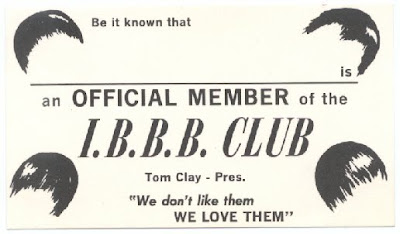 Be it known that
is
an OFFICIAL MEMBER of the
I.B.B.B. CLUB
Tom Clay - Pres.
"We don't like them
WE LOVE THEM"